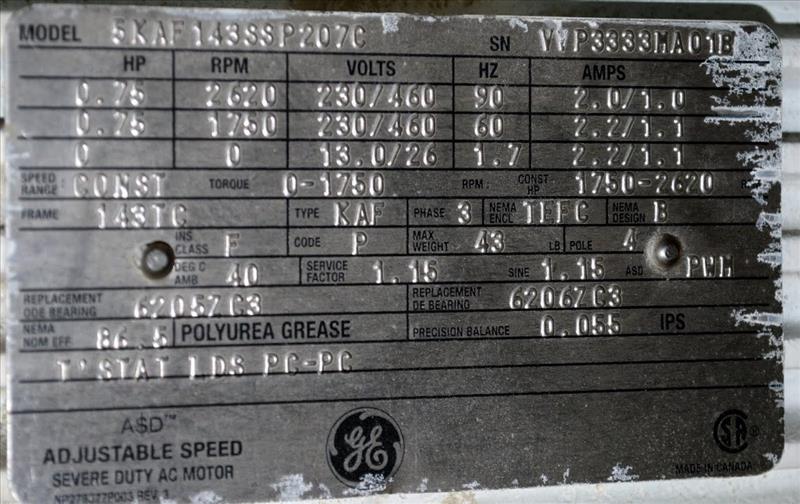 MODEL 5KAF143SSP207C SN VVP3333MA01B
HP RPM VOLTS HZ AMPS
0.75 2620 230/460 90 2.0/1.0
0.75 1750 230/460 60 2.2/1.1
0 0 13.0/26 1.7 2.2/1.1
SPEED RANGE: CONST TORQUE 0-1750 RPM: CONST HP 1750-2620
FRAME 143TC TYPE KAF PHASE 3 NEMA ENCL TEFC NEMA DESIGN B
INS CLASS F CODE P MAX WEIGHT 43 LB POLE 4
DEG C AMB 40 SERVICE FACTOR 1.15 SINE 1.15 ASD PWM
REPLACEMENT ODE BEARING 6205ZC3 REPLACEMENT DE BEARING 6206ZC3
NEMA NOM EFF 86.5 POLYUREA GREASE PRECISION BALANCE 0.055 IPS
T'STAT LDS PC-PC
A$D™
ADJUSTABLE SPEED
SEVERE DUTY AC MOTOR
GE
MADE IN CANADA